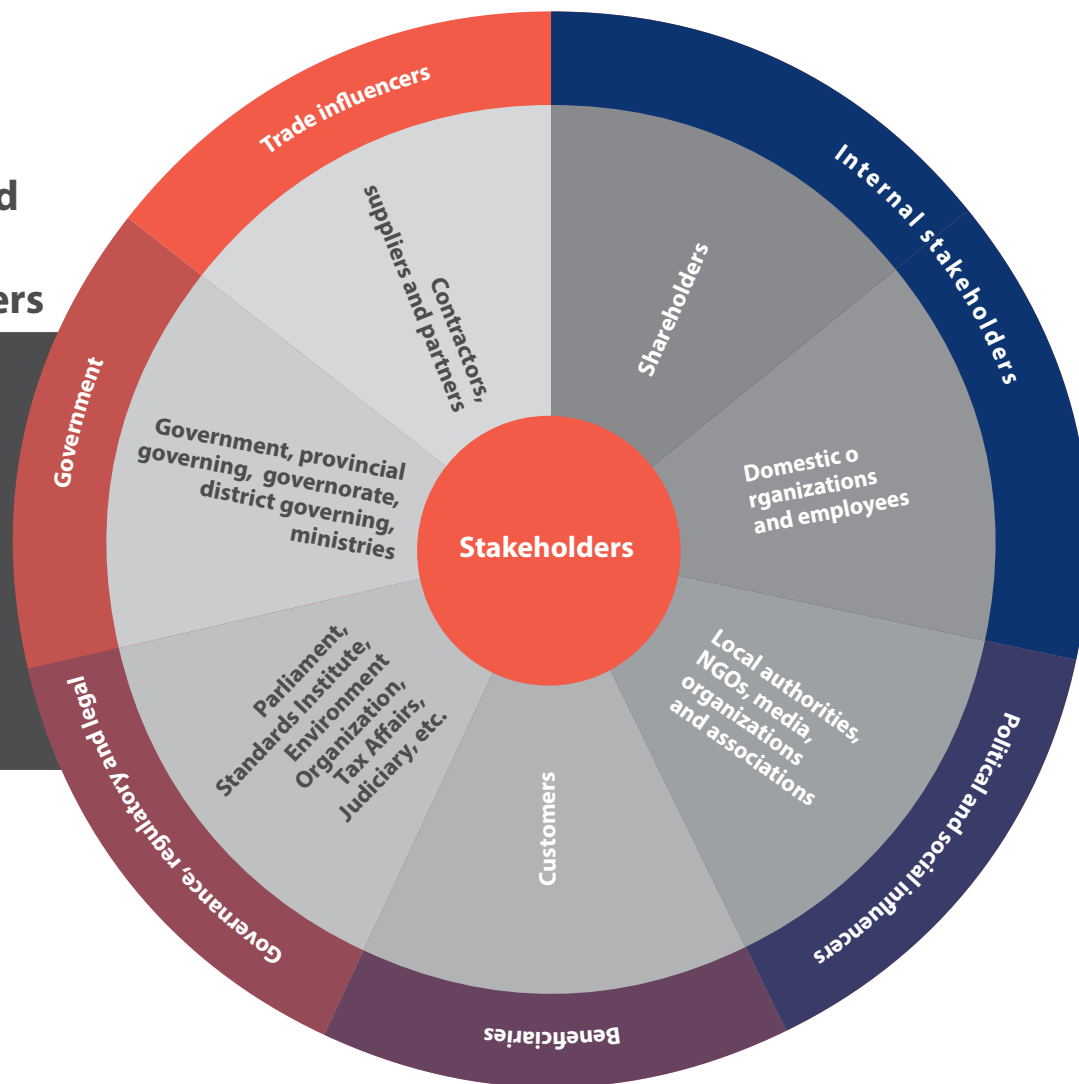 d
ers
Trade influencers
Internal stakeholders
Political and social influencers
Beneficiaries
Governance, regulatory and legal
Government
Contractors,
suppliers and partners
Shareholders
Domestic o
rganizations
and employees
Local authorities,
NGOs, media,
organizations
and associations
Customers
Parliament,
Standards Institute,
Environment
Organization,
Tax Affairs,
Judiciary, etc.
Government, provincial
governing, governorate,
district governing,
ministries
Stakeholders